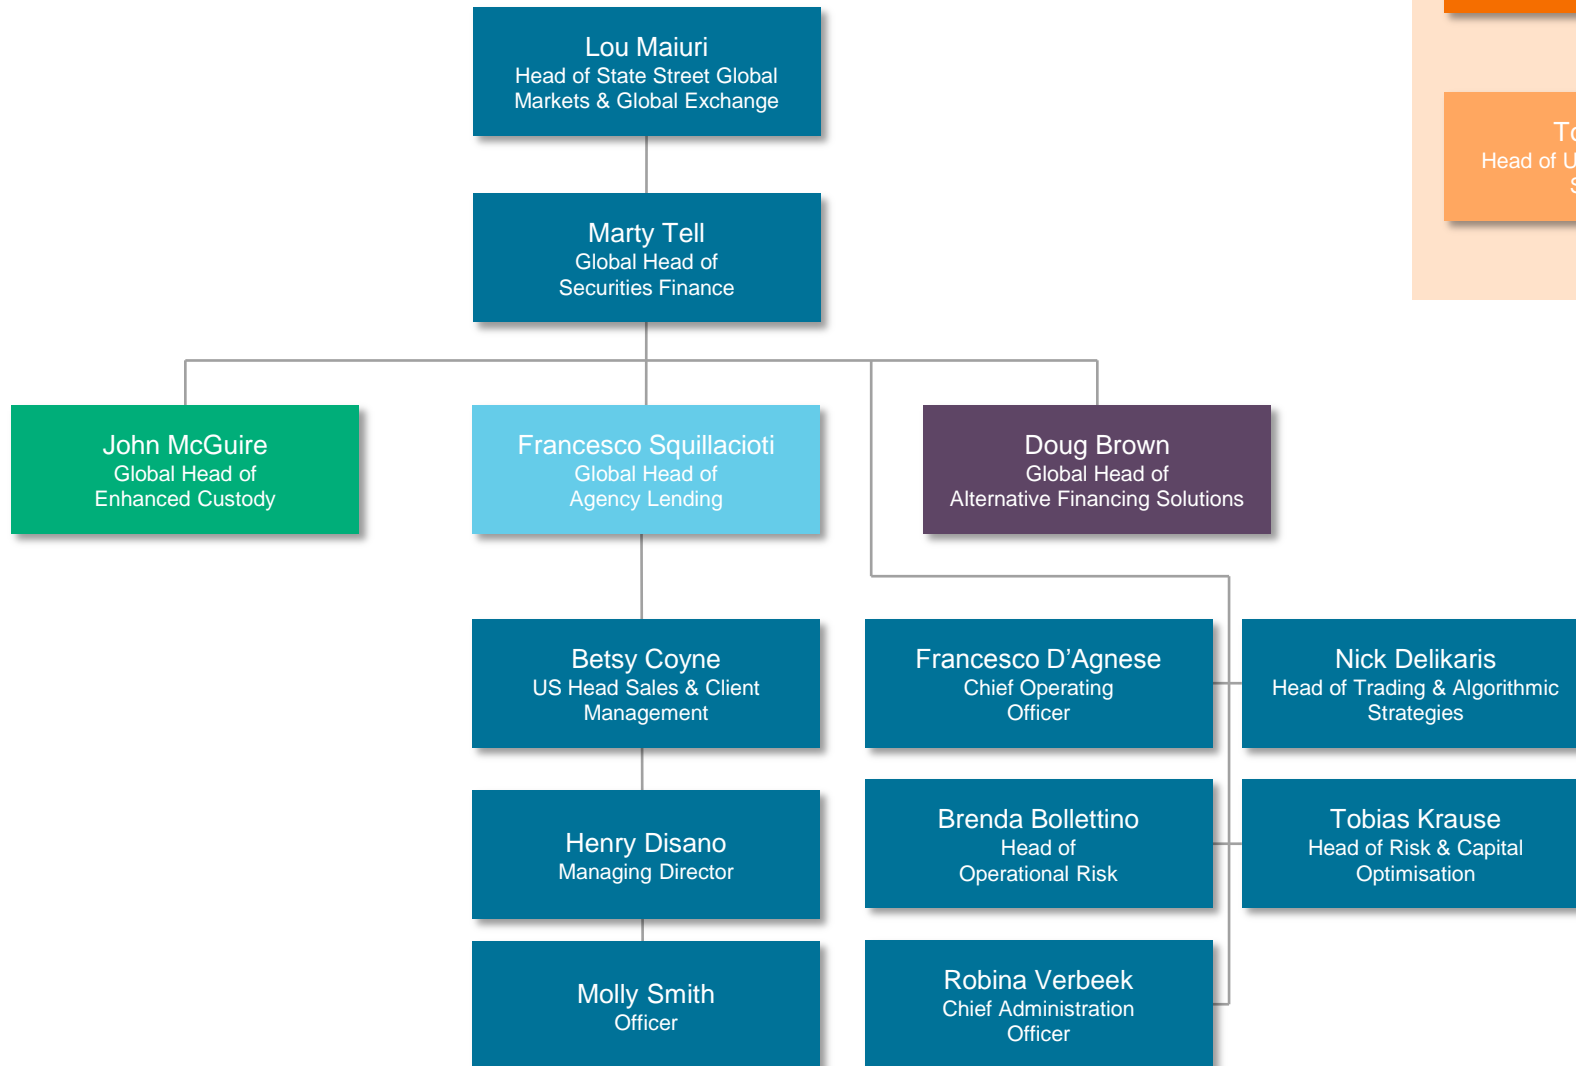 Lou Maiuri
Head of State Street Global
Markets & Global Exchange
Head of
Marty Tell
Global Head of
Securities Finance
John McGuire
Global Head of
Enhanced Custody
Francesco Squillacioti
Global Head of
Agency Lending
Doug Brown
Global Head of
Alternative Financing Solutions
Betsy Coyne
US Head Sales & Client
Management
Francesco D’Agnese
Chief Operating
Officer
Nick Delikaris
Head of Trading & Algorithmic
Strategies
Henry Disano
Managing Director
Brenda Bollettino
Head of
Operational Risk
Tobias Krause
Head of Risk & Capital
Optimisation
Molly Smith
Officer
Robina Verbeek
Chief Administration
Officer